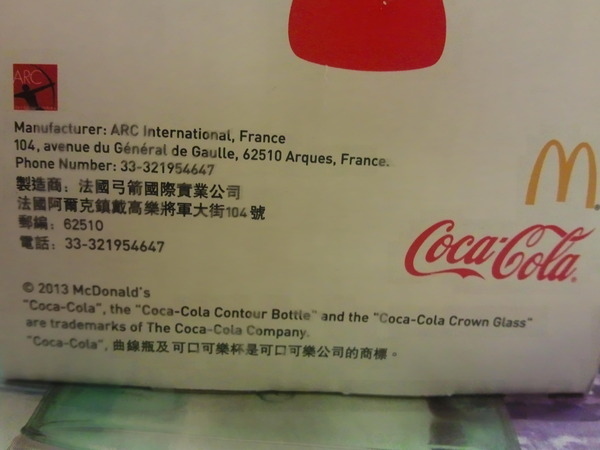 ARC
Manufacturer: ARC International, France
104, avenue du Général de Gaulle, 62510 Arques, France.
Phone Number: 33-321954647
製造商：法國弓箭國際實業公司
法國阿爾克鎮戴高樂將軍大街104號
郵編：62510
電話：33-321954647
M
Coca-Cola
© 2013 McDonald's
"Coca-Cola", the "Coca-Cola Contour Bottle" and the "Coca-Cola Crown Glass"
are trademarks of The Coca-Cola Company.
"Coca-Cola", 曲線瓶及可口可樂杯是可口可樂公司的商標。